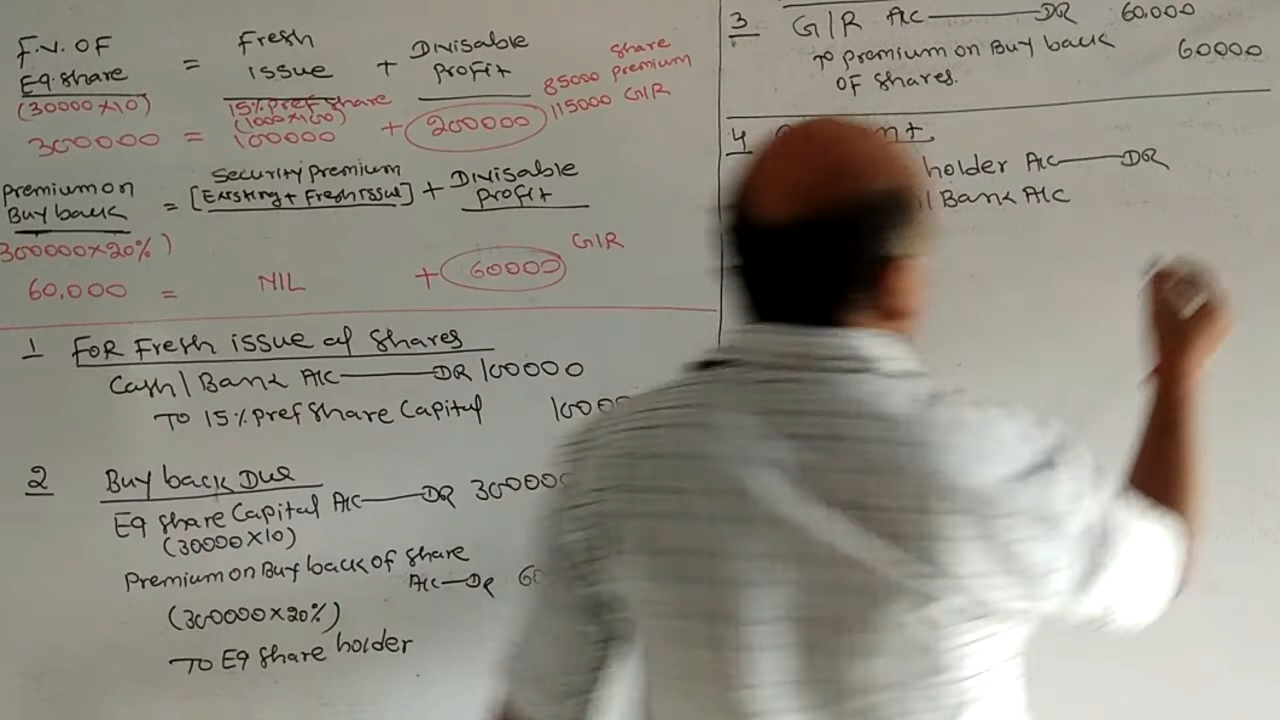 F.V. OF
Eq. share
= Fresh issue + Divisable profit
(30000×10)
15% Pref share
(1000×100)
85000 share premium
115000 G/R
300000 = 100000 + 200000
premium on
Buy back = Security premium [Existing + Fresh issue] + Divisable profit
300000×20%)
G/R
60,000 = NIL + 60000
1 FOR Fresh issue of Shares
Cash / Bank A/C —— DR 100000
TO 15% Pref Share Capital
2 Buy back Due
Eq share Capital A/C —— DR 300000
(30000×10)
Premium on Buy back of share
A/C — DR
(300000×20%)
TO Eq share holder
3 G/R A/C —— DR 60,000
To premium on Buy back 60000
OF Shares.
4
holder A/C —— DR
/ Bank A/C